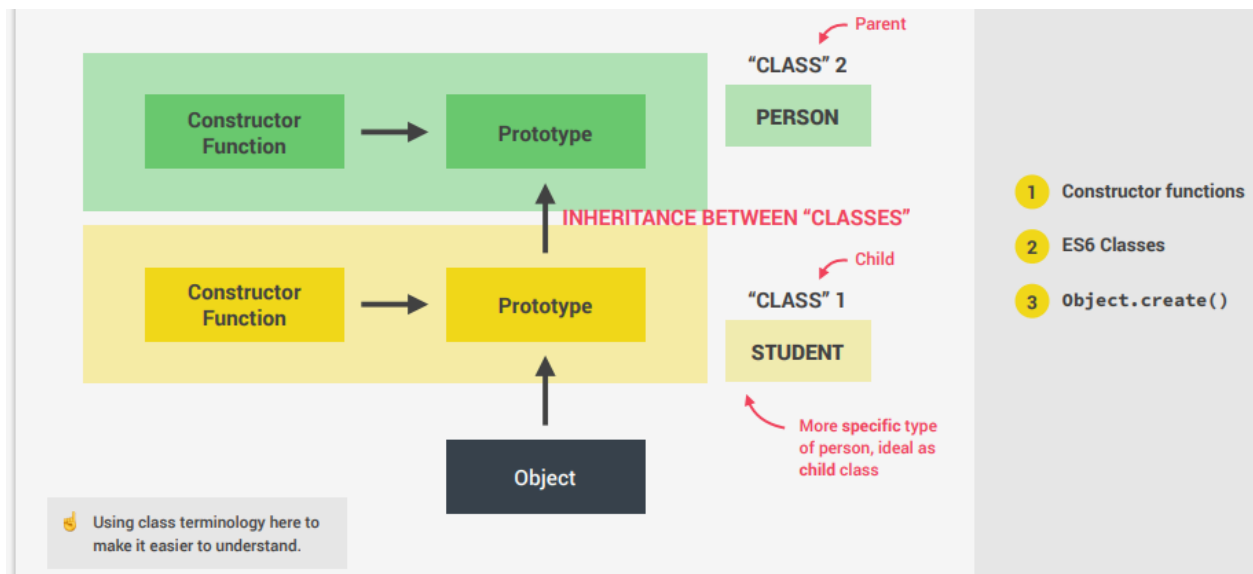 Parent
“CLASS” 2
PERSON
Constructor
Function
Prototype
INHERITANCE BETWEEN “CLASSES”
Child
“CLASS” 1
STUDENT
Constructor
Function
Prototype
More specific type
of person, ideal as
child class
Object
☝ Using class terminology here to
make it easier to understand.
1 Constructor functions
2 ES6 Classes
3 Object.create()